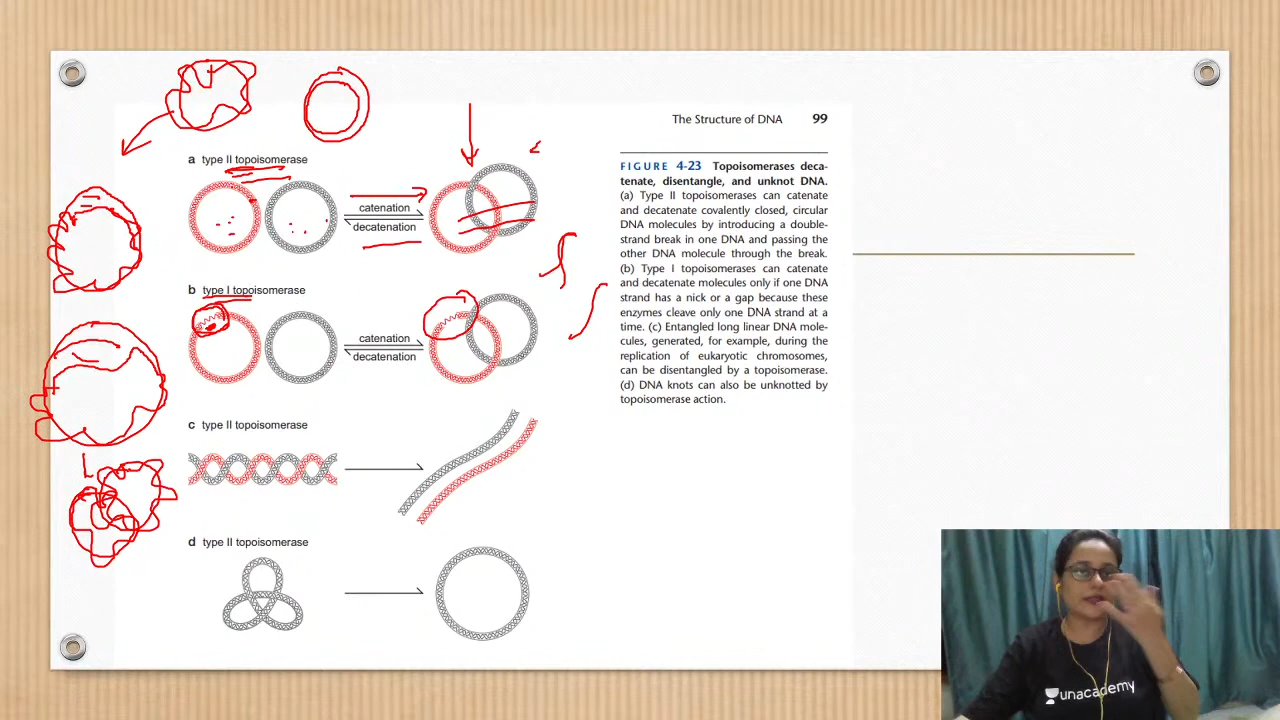 The Structure of DNA 99
a type II topoisomerase
catenation
decatenation
b type I topoisomerase
catenation
decatenation
c type II topoisomerase
d type II topoisomerase
FIGURE 4-23 Topoisomerases deca-
tenate, disentangle, and unknot DNA.
(a) Type II topoisomerases can catenate
and decatenate covalently closed, circular
DNA molecules by introducing a double-
strand break in one DNA and passing the
other DNA molecule through the break.
(b) Type I topoisomerases can catenate
and decatenate molecules only if one DNA
strand has a nick or a gap because these
enzymes cleave only one DNA strand at a
time. (c) Entangled long linear DNA mole-
cules, generated, for example, during the
replication of eukaryotic chromosomes,
can be disentangled by a topoisomerase.
(d) DNA knots can also be unknotted by
topoisomerase action.
unacademy